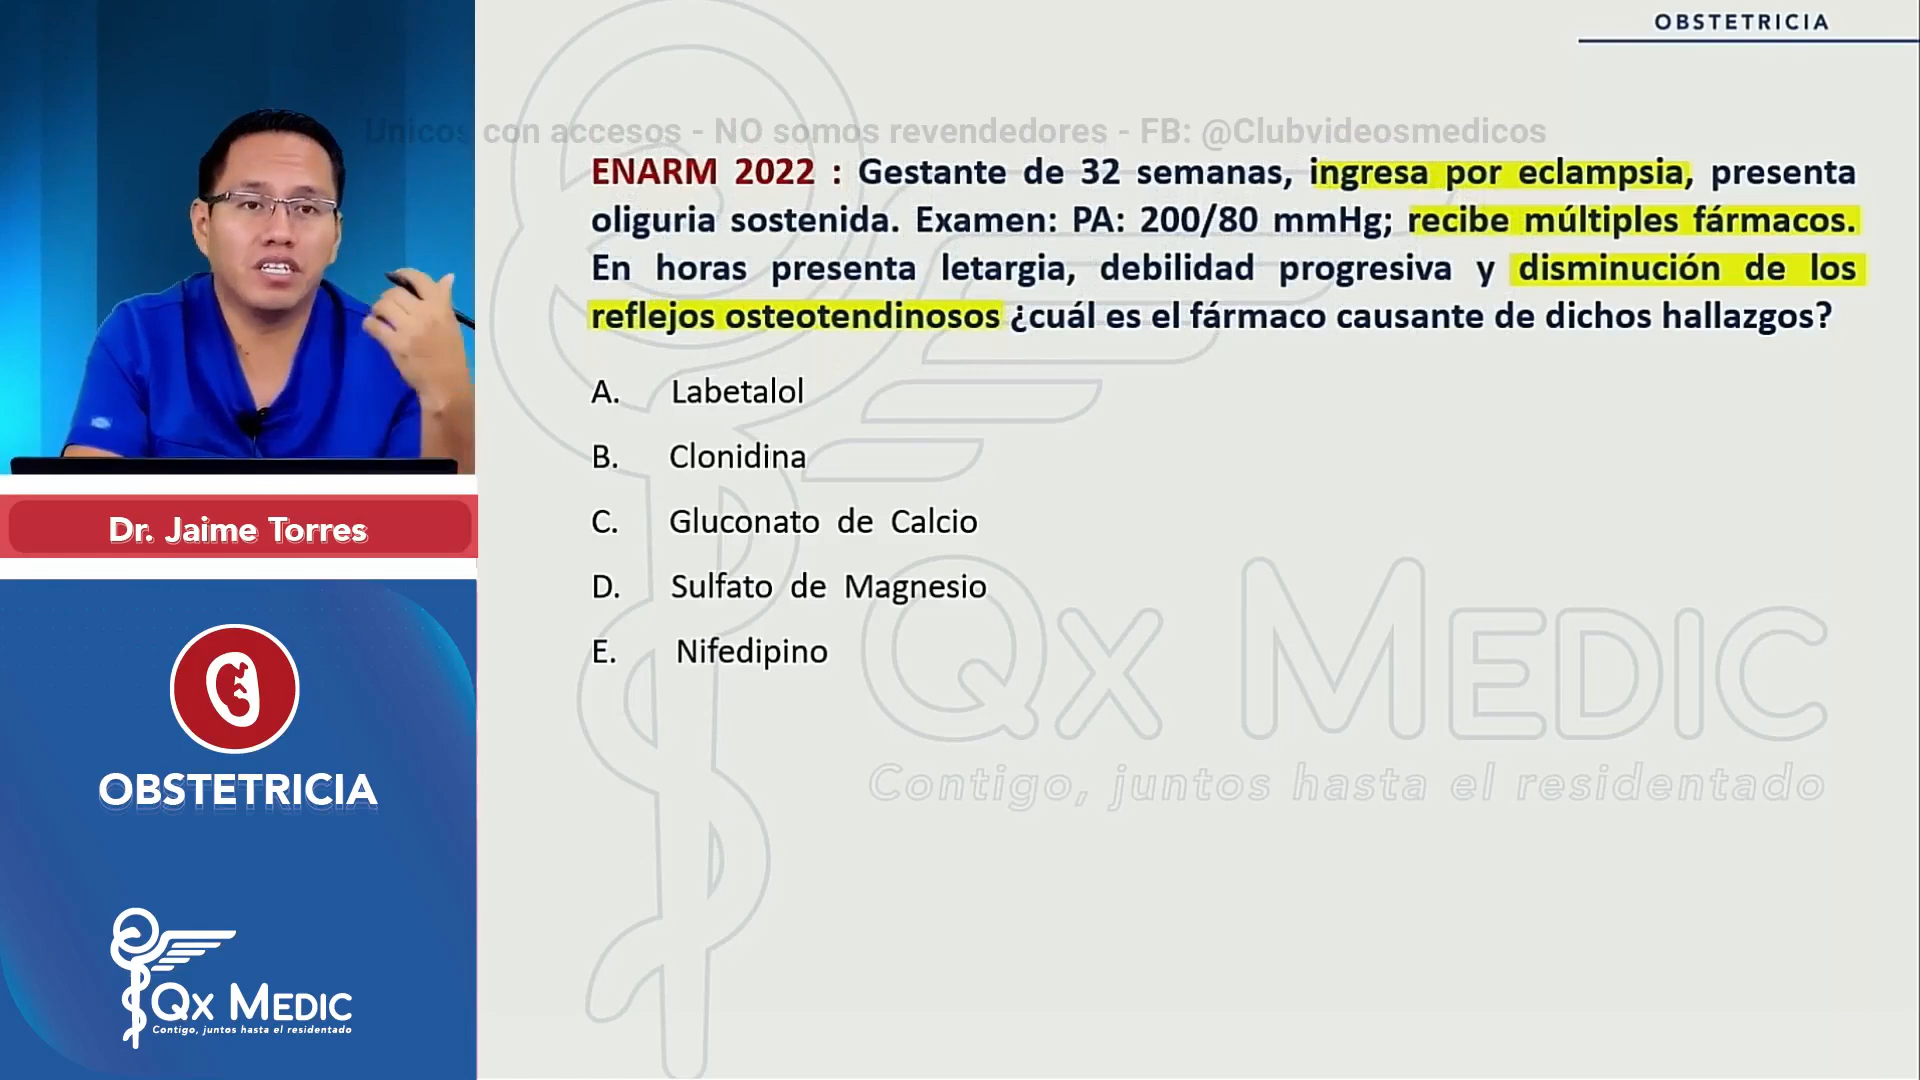 OBSTETRICIA
Unicos con accesos - NO somos revendedores - FB: @Clubvideosmedicos
ENARM 2022 : Gestante de 32 semanas, ingresa por eclampsia, presenta
oliguria sostenida. Examen: PA: 200/80 mmHg; recibe múltiples fármacos.
En horas presenta letargia, debilidad progresiva y disminución de los
reflejos osteotendinosos ¿cuál es el fármaco causante de dichos hallazgos?
A. Labetalol
B. Clonidina
C. Gluconato de Calcio
D. Sulfato de Magnesio
E. Nifedipino
QX MEDIC
Contigo, juntos hasta el residentado
Dr. Jaime Torres
OBSTETRICIA
QX MEDIC
Contigo, juntos hasta el residentado